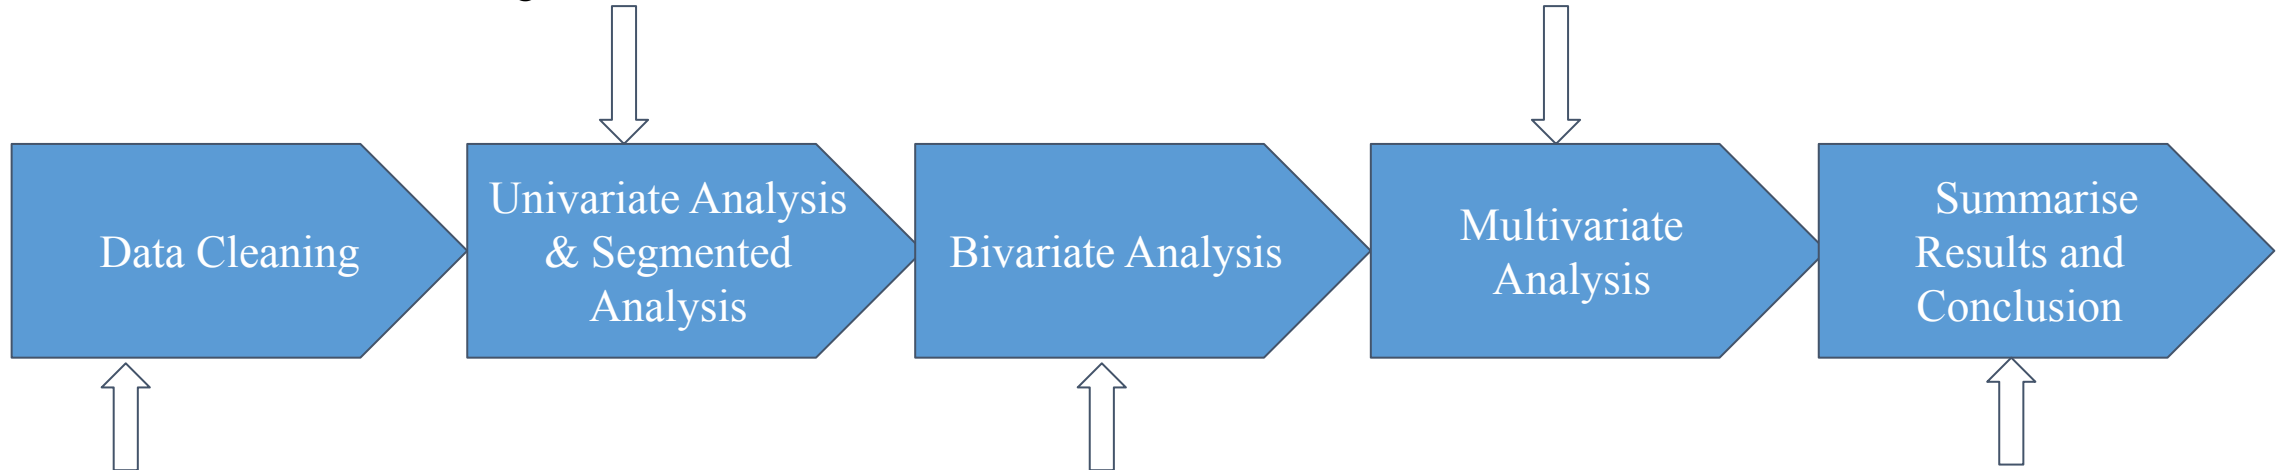 Data Cleaning
Univariate Analysis
& Segmented
Analysis
Bivariate Analysis
Multivariate
Analysis
Summarise
Results and
Conclusion